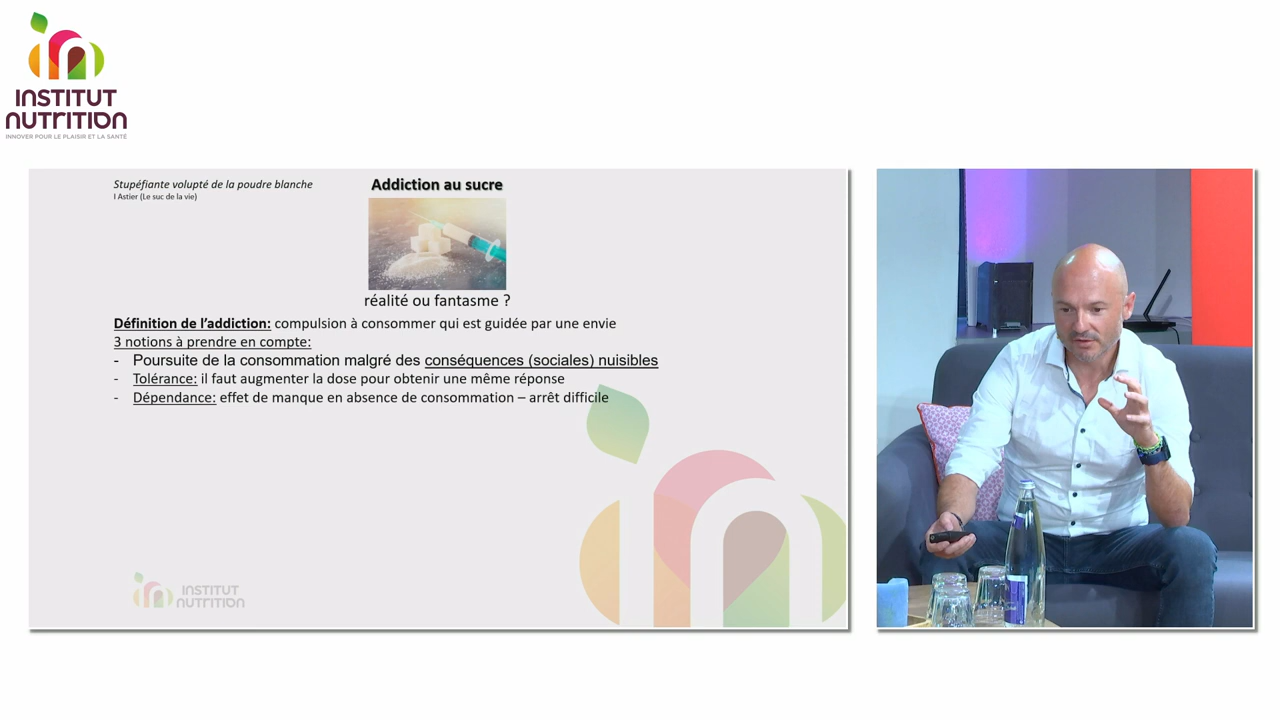 INSTITUT
NUTRITION
INNOVER POUR LE PLAISIR ET LA SANTÉ
Stupéfiante volupté de la poudre blanche
I Astier (Le suc de la vie)
Addiction au sucre
réalité ou fantasme ?
Définition de l’addiction: compulsion à consommer qui est guidée par une envie
3 notions à prendre en compte:
- Poursuite de la consommation malgré des conséquences (sociales) nuisibles
- Tolérance: il faut augmenter la dose pour obtenir une même réponse
- Dépendance: effet de manque en absence de consommation – arrêt difficile
INSTITUT
NUTRITION